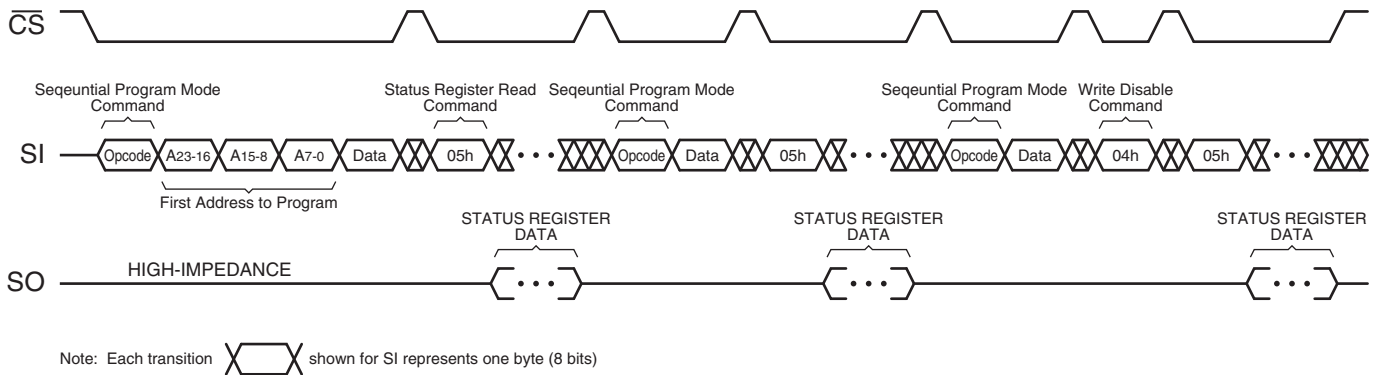 CS
Seqeuntial Program Mode
Command
Status Register Read
Command
Seqeuntial Program Mode
Command
Seqeuntial Program Mode
Command
Write Disable
Command
SI
Opcode A23-16 A15-8 A7-0 Data 05h Opcode Data 05h Opcode Data 04h 05h
First Address to Program
STATUS REGISTER
DATA
STATUS REGISTER
DATA
STATUS REGISTER
DATA
SO
HIGH-IMPEDANCE
Note: Each transition shown for SI represents one byte (8 bits)